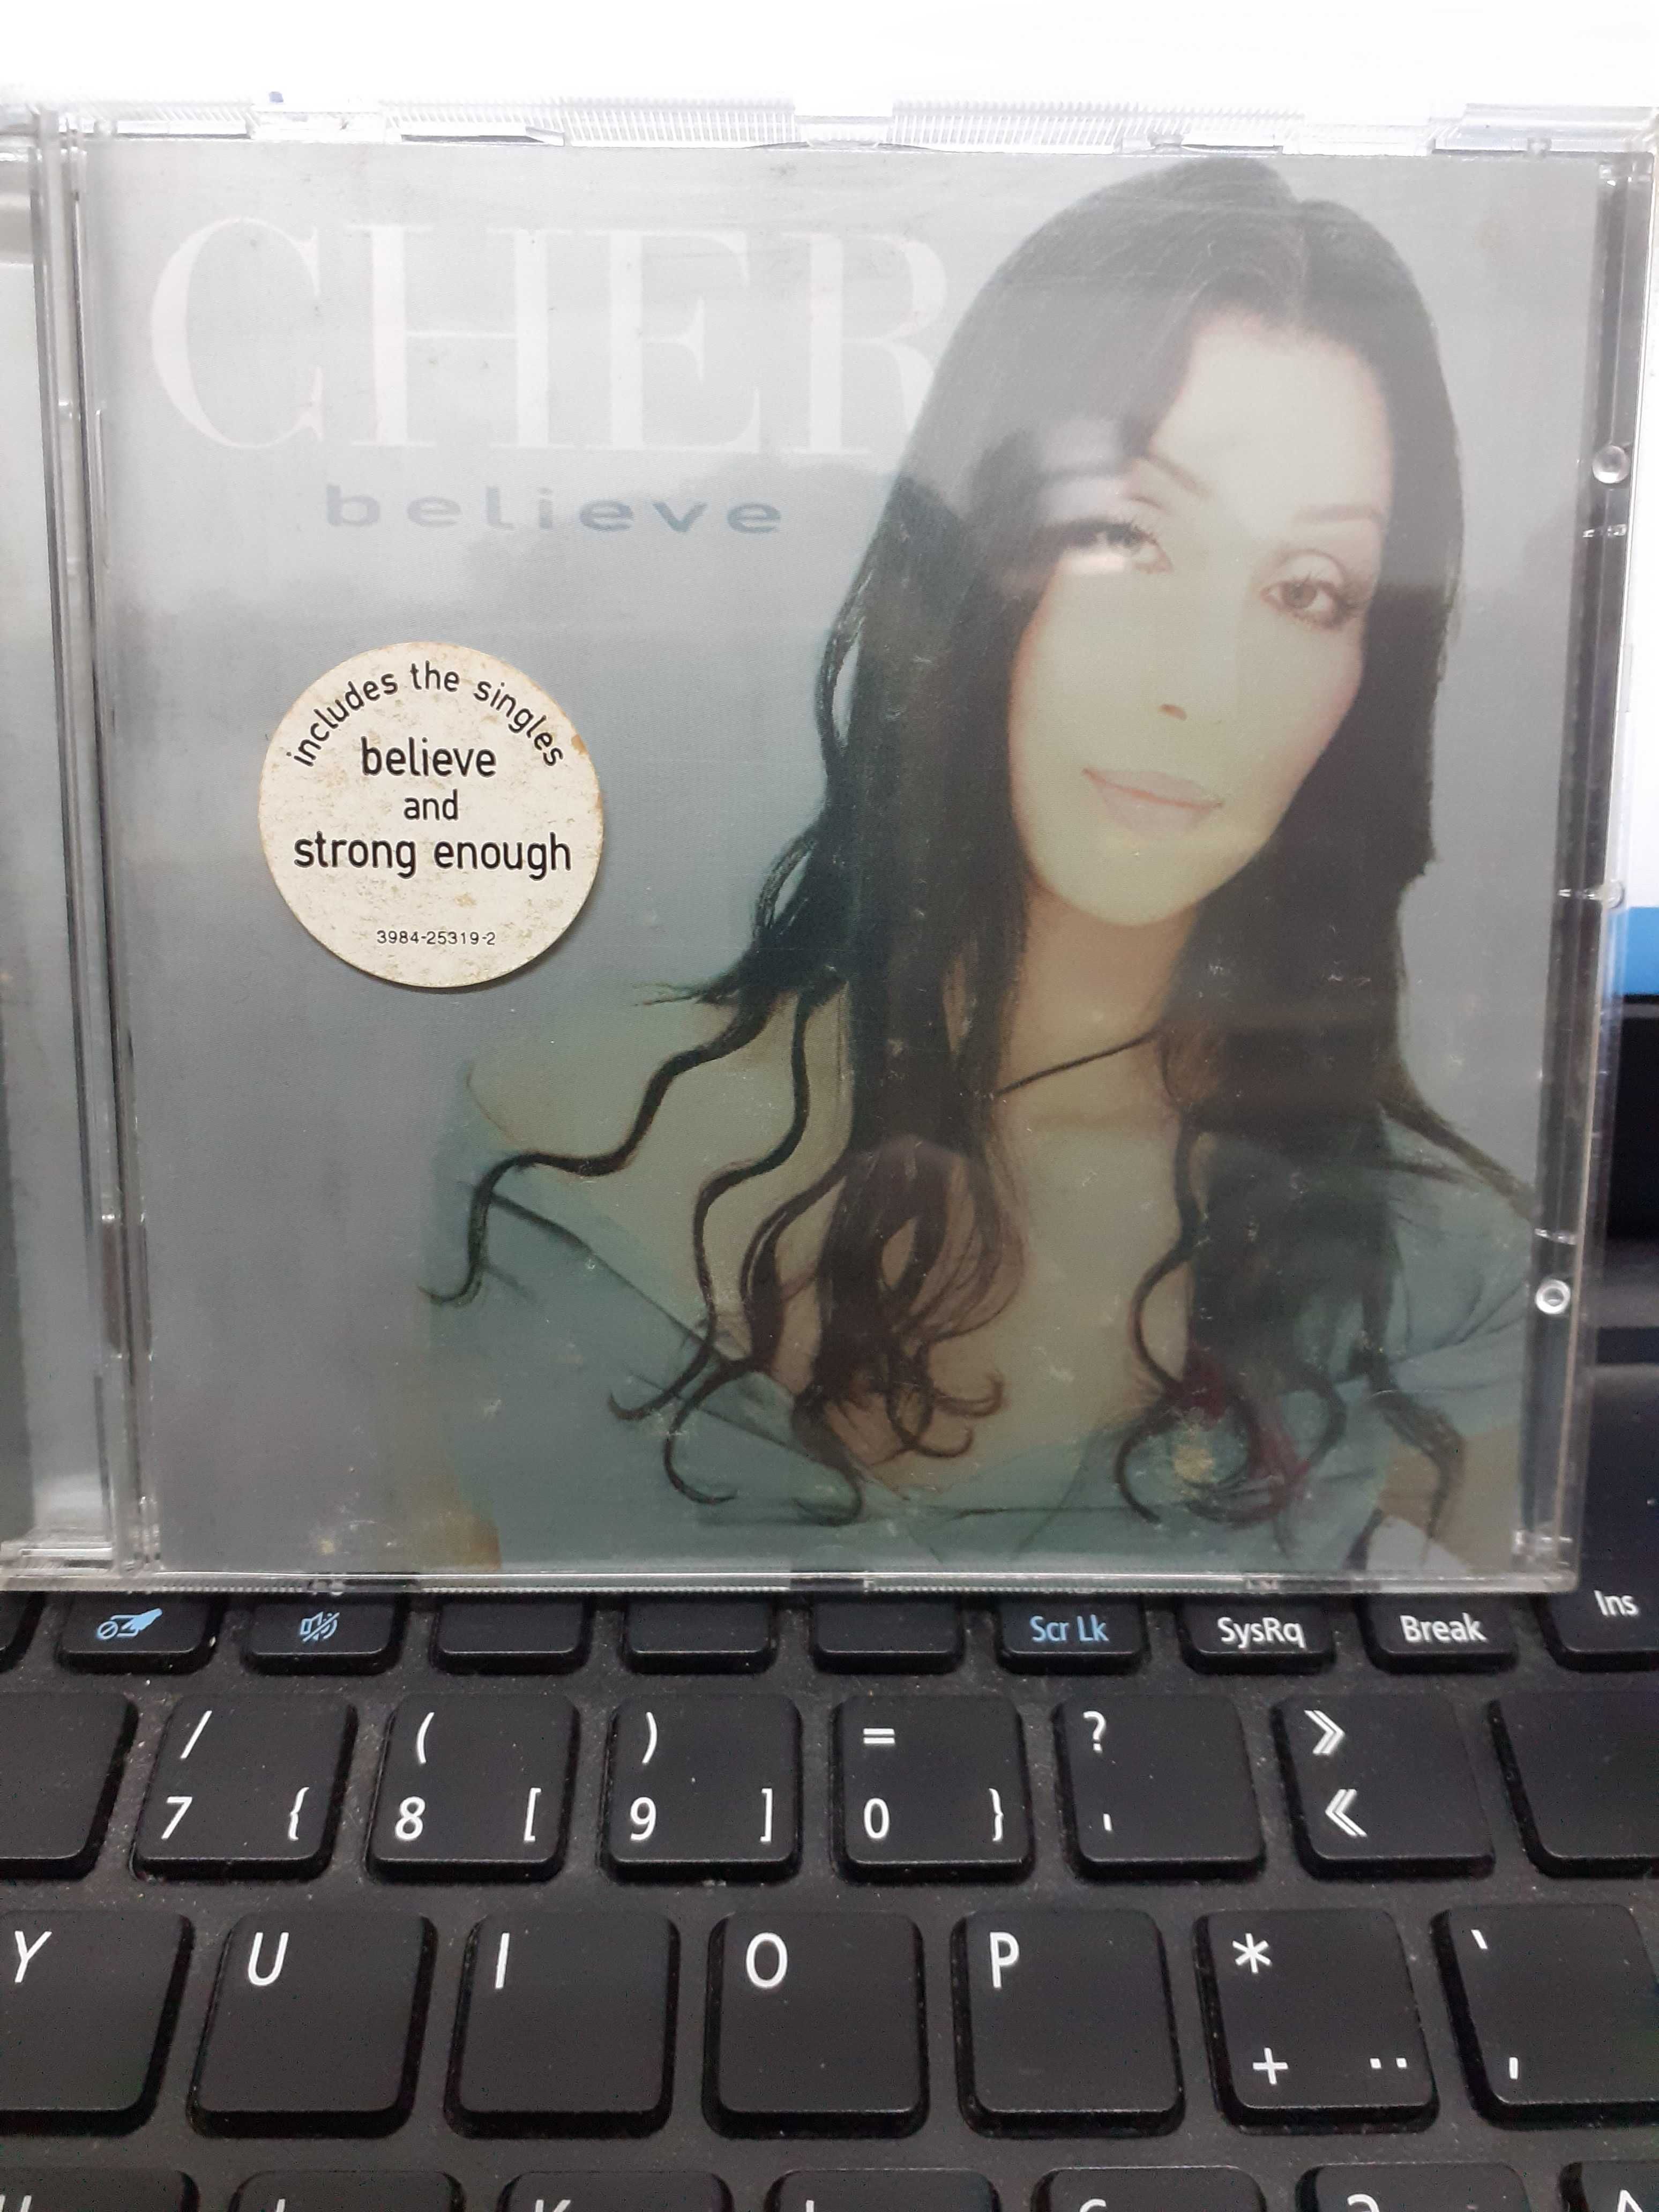 CHER
believe
includes the singles
believe
and
strong enough
3984-25319-2
Scr Lk SysRq Break Ins
/ ( ) = ? »
7 { 8 [ 9 ] 0 } ' «
Y U I O P * `
+ ¨ ´